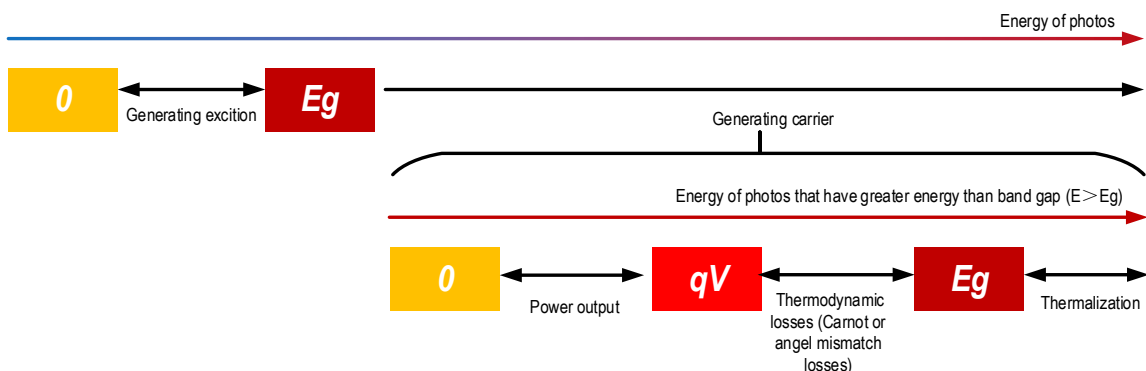 Energy of photos
0
Eg
Generating excition
Generating carrier
Energy of photos that have greater energy than band gap (E＞Eg)
0
qV
Eg
Power output
Thermodynamic
losses (Carnot or
angel mismatch
losses)
Thermalization